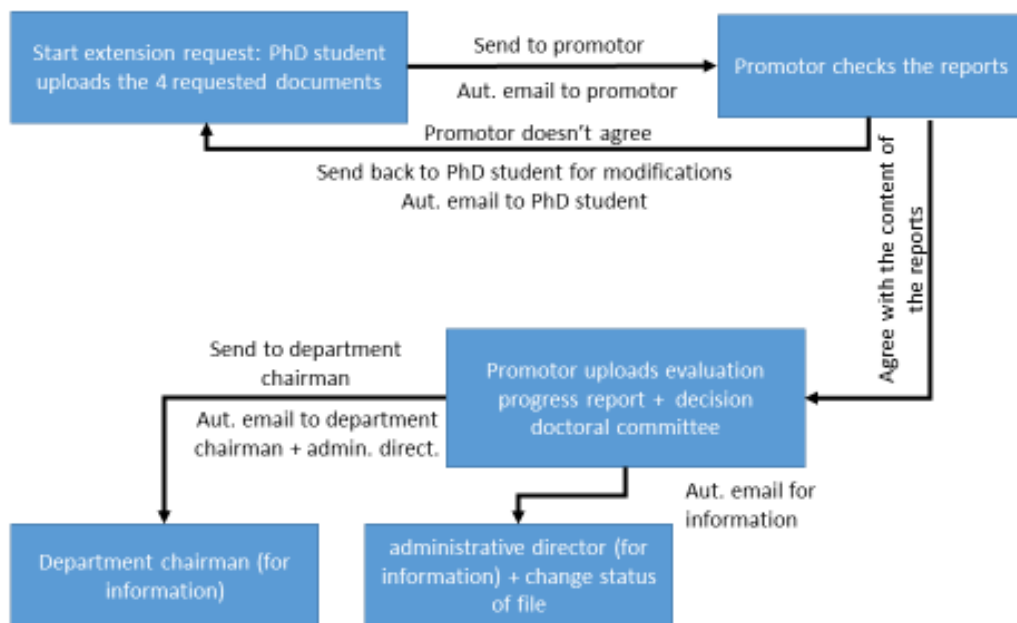 Start extension request: PhD student
uploads the 4 requested documents
Send to promotor
Aut. email to promotor
Promotor checks the reports
Promotor doesn't agree
Send back to PhD student for modifications
Aut. email to PhD student
Agree with the content of
the reports
Send to department
chairman
Aut. email to department
chairman + admin. direct.
Promotor uploads evaluation
progress report + decision
doctoral committee
Aut. email for
information
Department chairman (for
information)
administrative director (for
information) + change status
of file